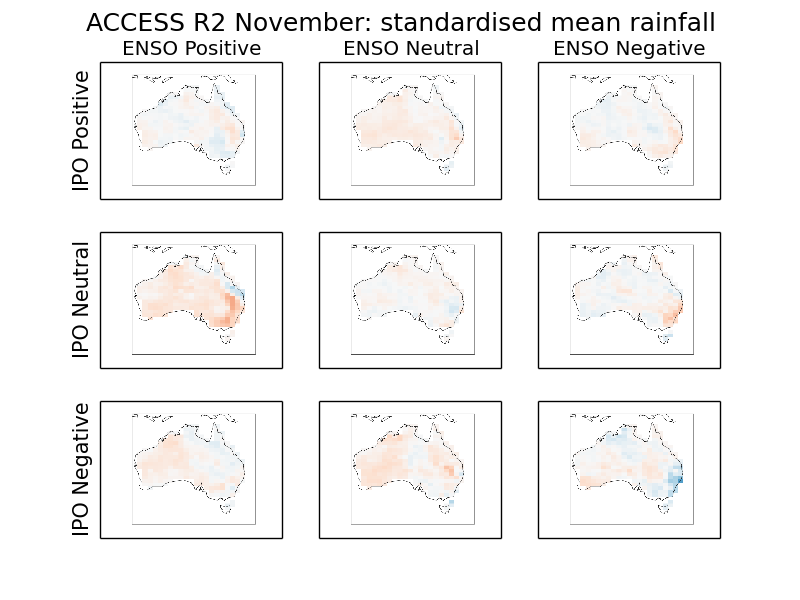 ACCESS R2 November: standardised mean rainfall
ENSO Positive
ENSO Neutral
ENSO Negative
IPO Positive
IPO Neutral
IPO Negative